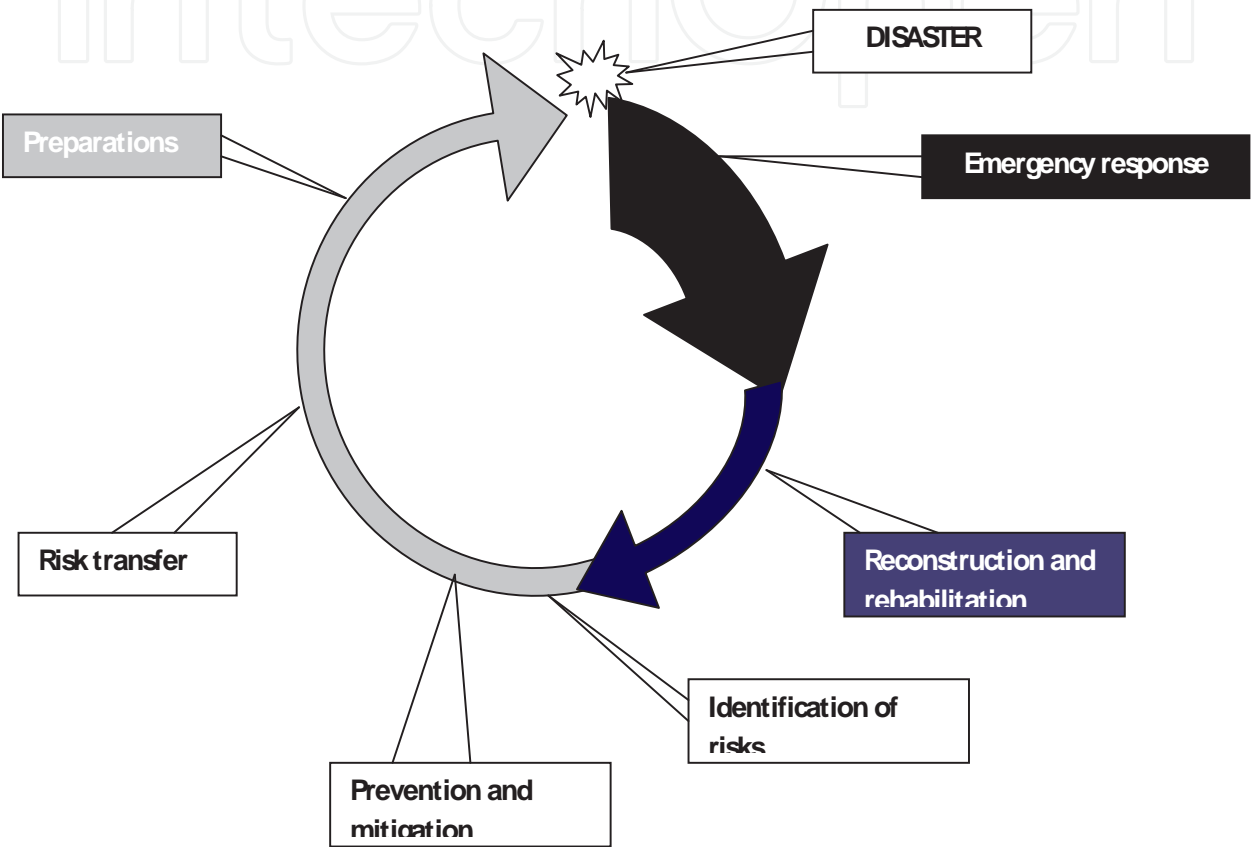 DISASTER
Preparations
Emergency response
Risk transfer
Reconstruction and
rehabilitation
Identification of
risks
Prevention and
mitigation